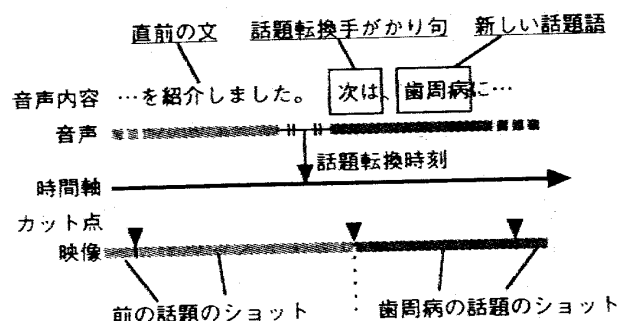 直前の文 話題転換手がかり句 新しい話題語
音声内容 …を紹介しました。 次は、歯周病に…
音声
話題転換時刻
時間軸
カット点
映像
前の話題のショット 歯周病の話題のショット